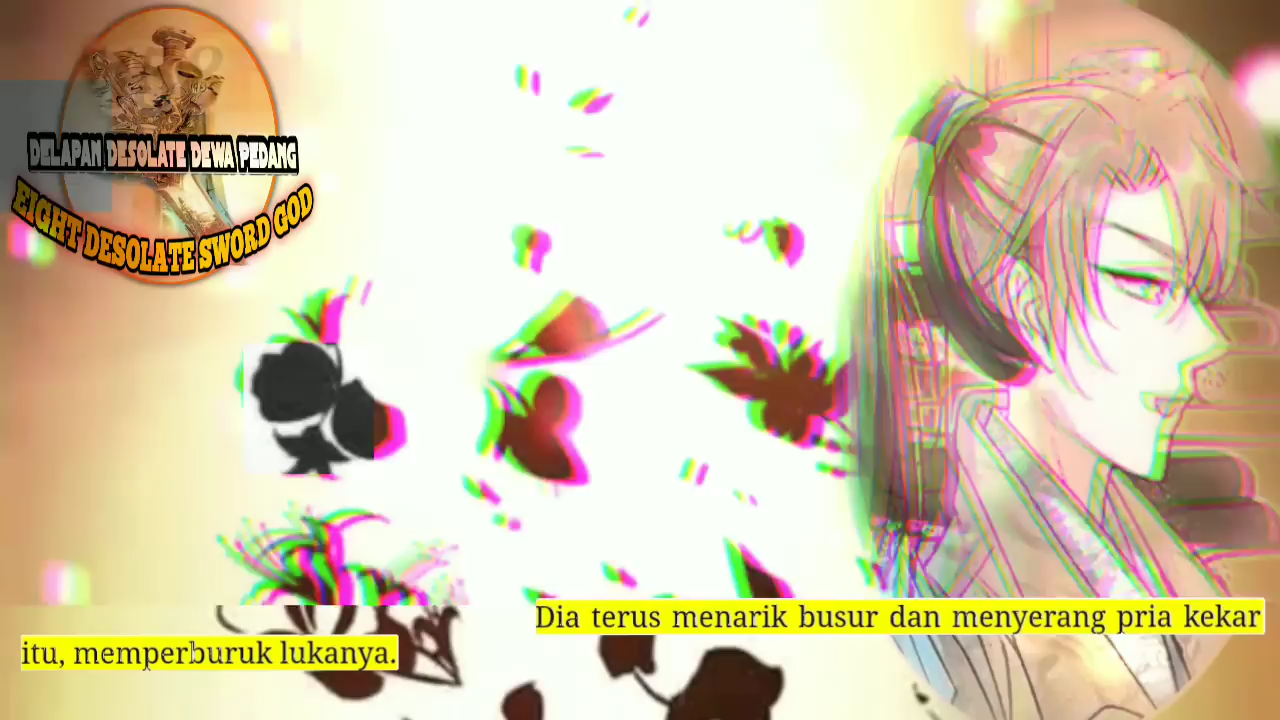 DELAPAN DESOLATE DEWA PEDANG
EIGHT DESOLATE SWORD GOD
Dia terus menarik busur dan menyerang pria kekar
itu, memperburuk lukanya.